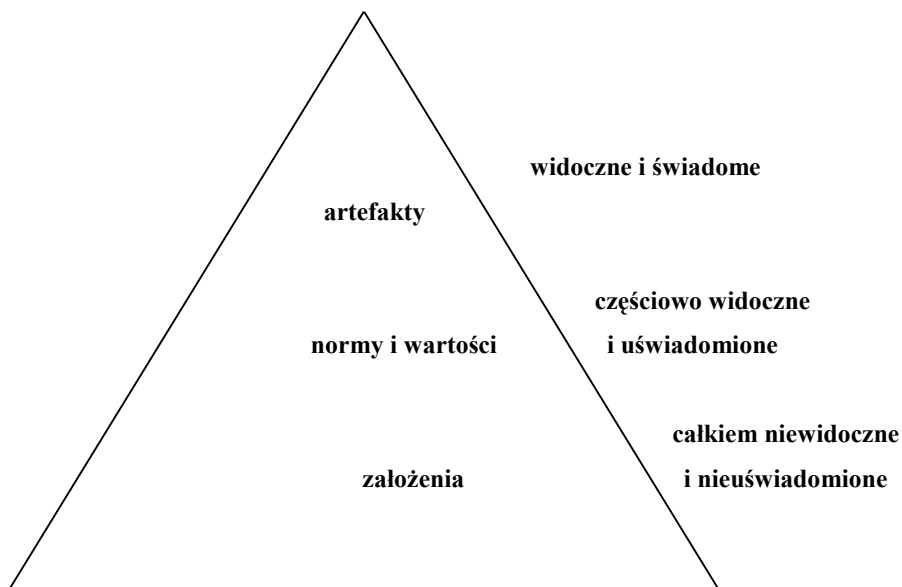 widoczne i świadome
artefakty
częściowo widoczne
normy i wartości i uświadomione
całkiem niewidoczne
założenia i nieuświadomione